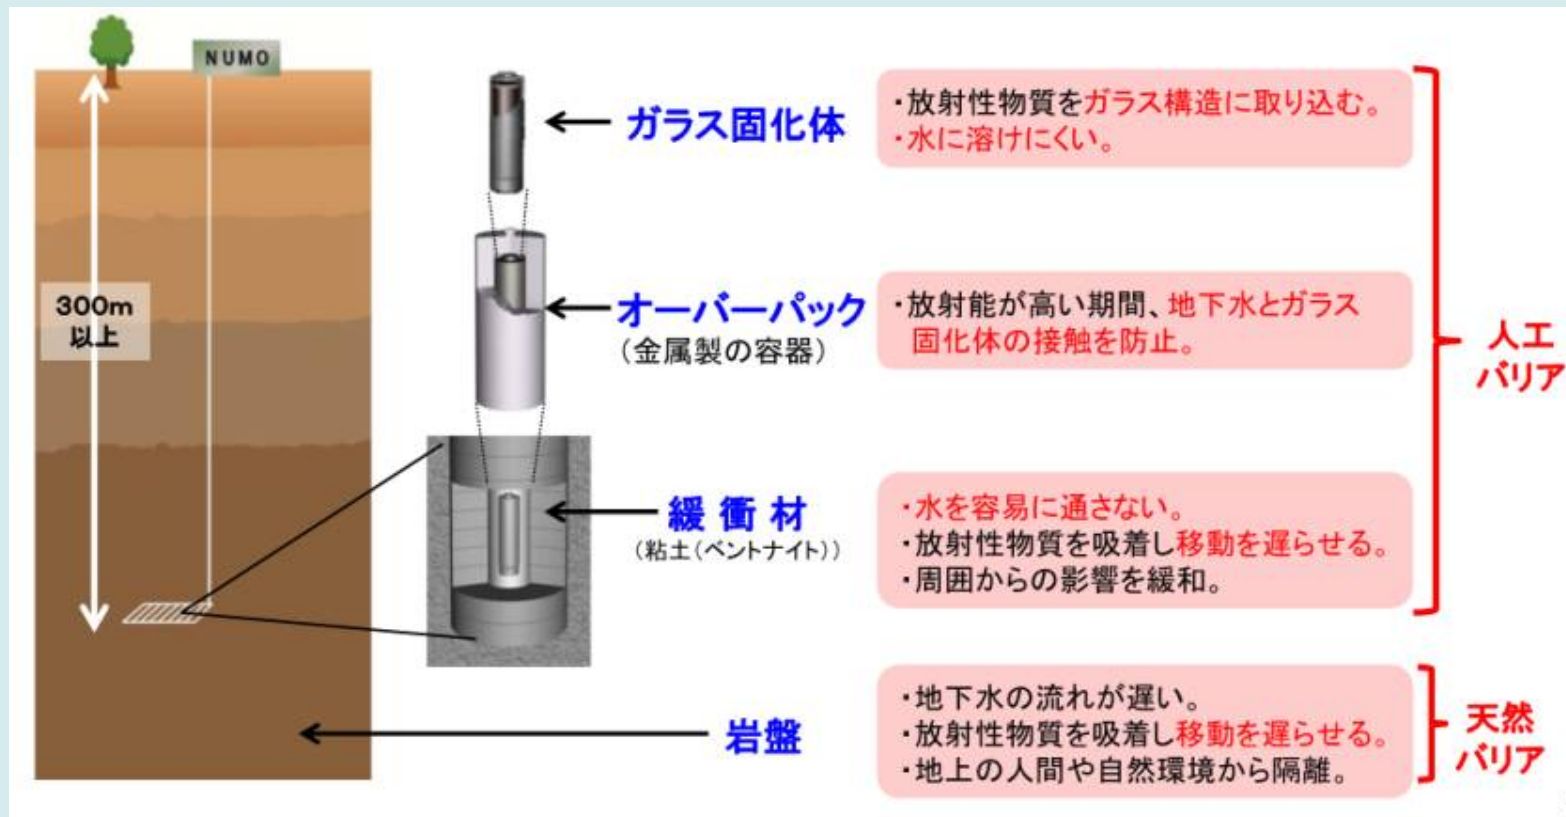 NUMO
300m
以上
ガラス固化体
・放射性物質をガラス構造に取り込む。
・水に溶けにくい。
オーバーパック
（金属製の容器）
・放射能が高い期間、地下水とガラス
固化体の接触を防止。
緩衝材
（粘土（ベントナイト））
・水を容易に通さない。
・放射性物質を吸着し移動を遅らせる。
・周囲からの影響を緩和。
人工
バリア
岩盤
・地下水の流れが遅い。
・放射性物質を吸着し移動を遅らせる。
・地上の人間や自然環境から隔離。
天然
バリア